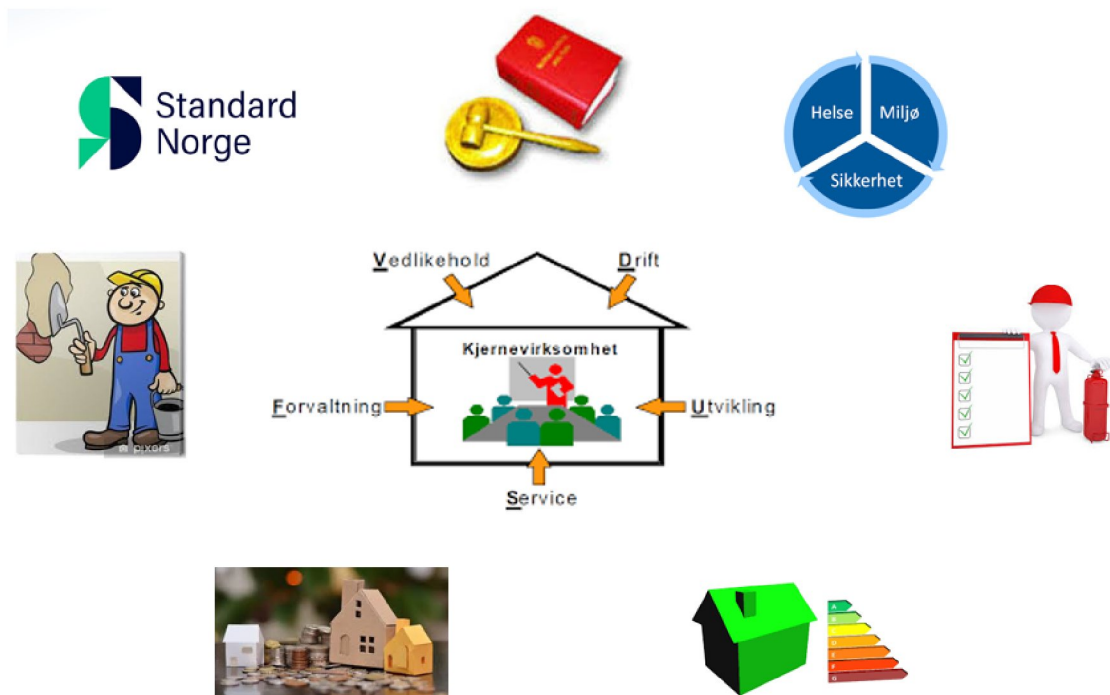 Standard
Norge
Helse
Miljø
Sikkerhet
Vedlikehold
Drift
Kjernevirksomhet
Forvaltning
Utvikling
Service
pixers
A
B
C
D
E
F
G